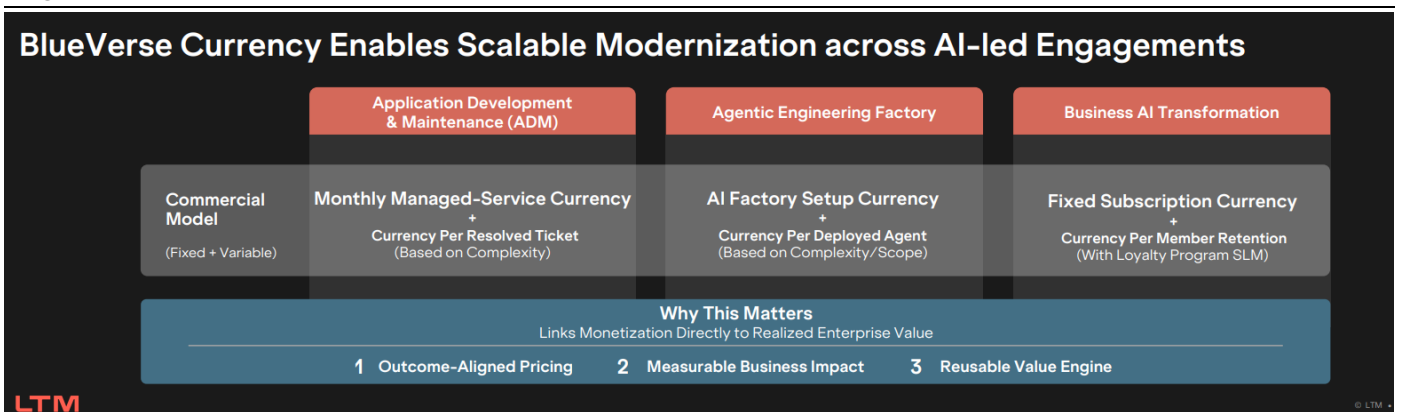 BlueVerse Currency Enables Scalable Modernization across AI-led Engagements
Application Development
& Maintenance (ADM)
Agentic Engineering Factory
Business AI Transformation
Commercial
Model
(Fixed + Variable)
Monthly Managed-Service Currency
+
Currency Per Resolved Ticket
(Based on Complexity)
AI Factory Setup Currency
+
Currency Per Deployed Agent
(Based on Complexity/Scope)
Fixed Subscription Currency
+
Currency Per Member Retention
(With Loyalty Program SLM)
Why This Matters
Links Monetization Directly to Realized Enterprise Value
1 Outcome-Aligned Pricing 2 Measurable Business Impact 3 Reusable Value Engine
LTM
© LTM •